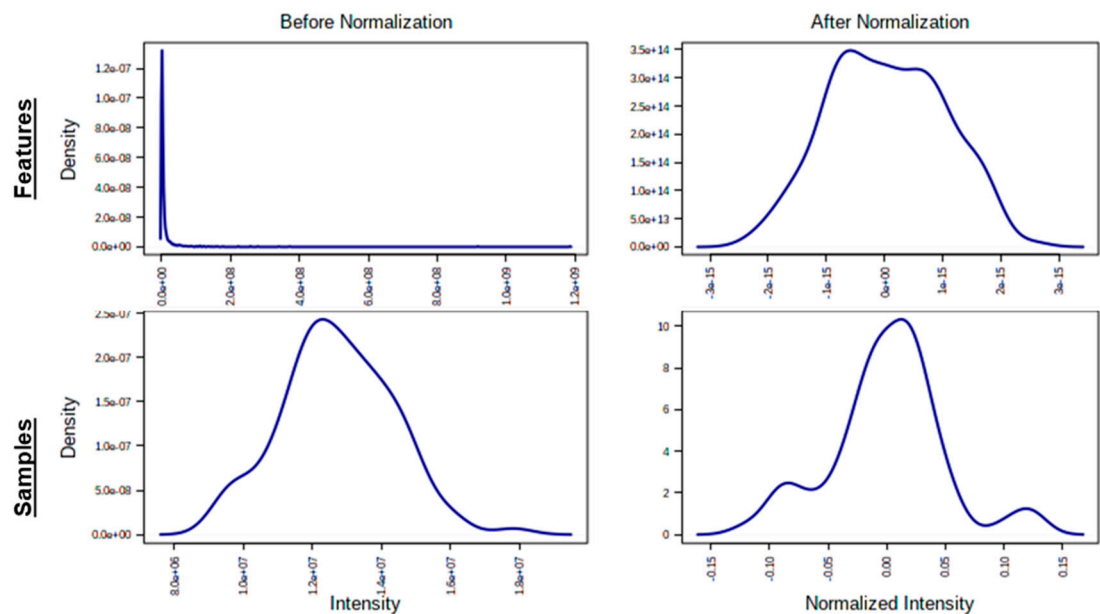 Before Normalization
After Normalization
Features
Density
1.2e-07
1.0e-07
8.0e-08
6.0e-08
4.0e-08
2.0e-08
0.0e+00
0.0e+00
2.0e+08
4.0e+08
6.0e+08
8.0e+08
1.0e+09
1.2e+09
3.5e+14
3.0e+14
2.5e+14
2.0e+14
1.5e+14
1.0e+14
5.0e+13
0.0e+00
-3e-15
-2e-15
-1e-15
0e+00
1e-15
2e-15
3e-15
Samples
Density
2.5e-07
2.0e-07
1.5e-07
1.0e-07
5.0e-08
0.0e+00
8.0e+06
1.0e+07
1.2e+07
1.4e+07
1.6e+07
1.8e+07
Intensity
10
8
6
4
2
0
-0.15
-0.10
-0.05
0.00
0.05
0.10
0.15
Normalized Intensity